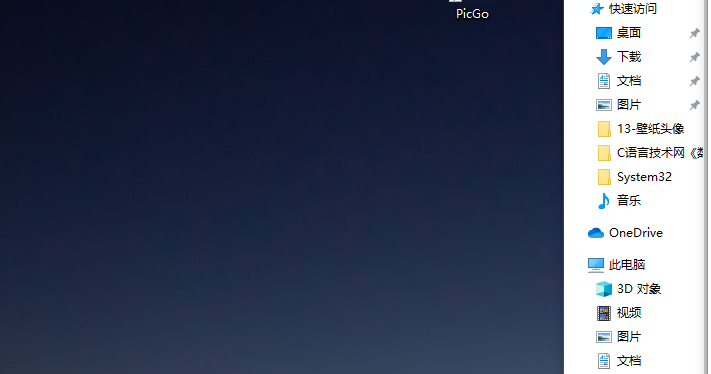 PicGo
快速访问
桌面
下载
文档
图片
13-壁纸头像
C语言技术网《数
System32
音乐
OneDrive
此电脑
3D 对象
视频
图片
文档